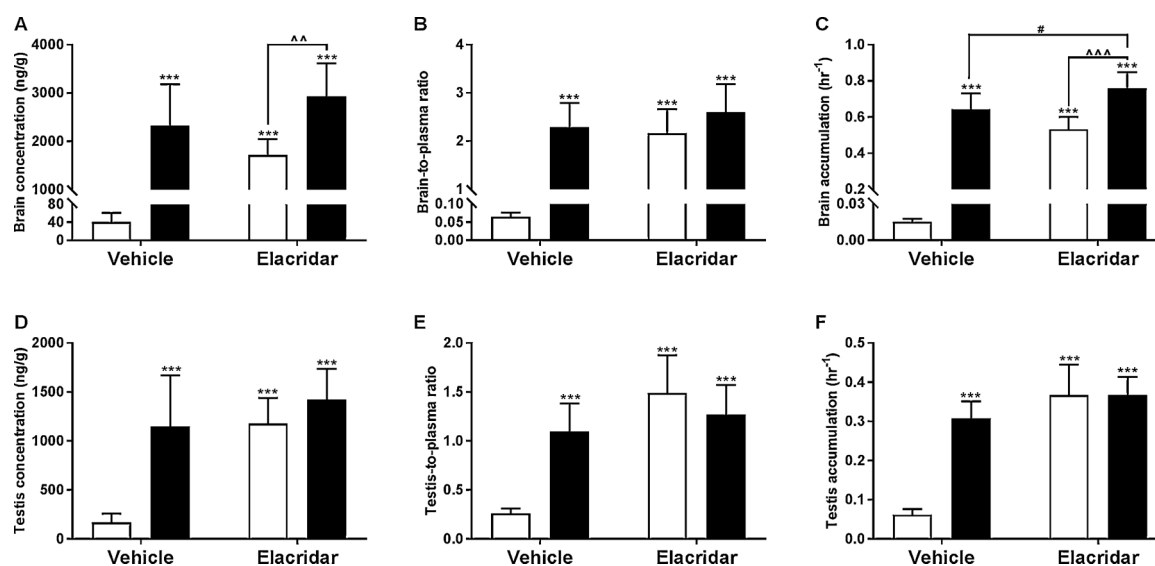 A
Brain concentration (ng/g)
4000
3000
2000
1000
80
40
0
***
***
^^
***
Vehicle
Elacridar
B
Brain-to-plasma ratio
4
3
2
1
0.10
0.05
0.00
***
***
***
Vehicle
Elacridar
C
Brain accumulation (hr-1)
1.0
0.8
0.6
0.4
0.2
0.03
0.00
#
^^^
***
***
***
Vehicle
Elacridar
D
Testis concentration (ng/g)
2000
1500
1000
500
0
***
***
***
Vehicle
Elacridar
E
Testis-to-plasma ratio
2.0
1.5
1.0
0.5
0.0
***
***
***
Vehicle
Elacridar
F
Testis accumulation (hr-1)
0.5
0.4
0.3
0.2
0.1
0.0
***
***
***
Vehicle
Elacridar